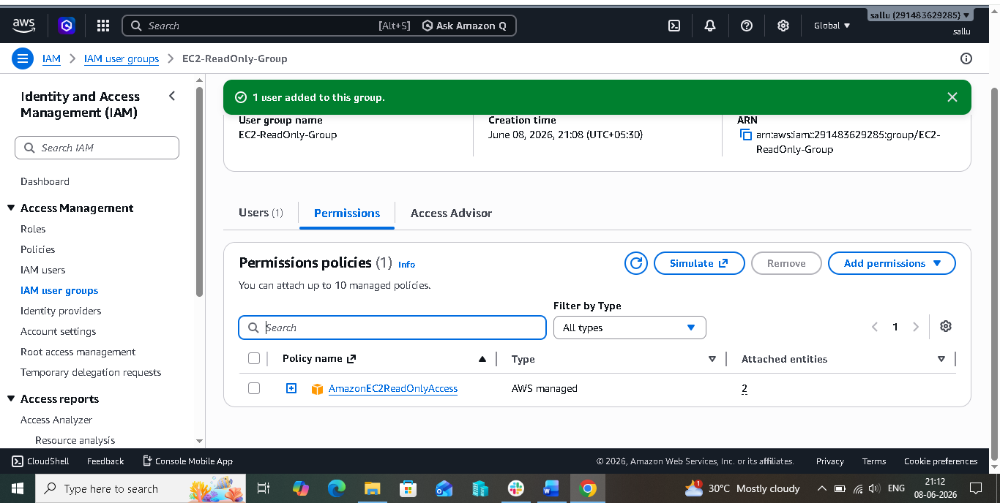 aws
Search
[Alt+S]
Ask Amazon Q
Global
sallu (291483629285)
sallu
IAM
IAM user groups
EC2-ReadOnly-Group
Identity and Access
Management (IAM)
Search IAM
Dashboard
Access Management
Roles
Policies
IAM users
IAM user groups
Identity providers
Account settings
Root access management
Temporary delegation requests
Access reports
Access Analyzer
Resource analysis
1 user added to this group.
User group name
EC2-ReadOnly-Group
Creation time
June 08, 2026, 21:08 (UTC+05:30)
ARN
arn:aws:iam::291483629285:group/EC2-
ReadOnly-Group
Users (1)
Permissions
Access Advisor
Permissions policies (1) Info
You can attach up to 10 managed policies.
Simulate
Remove
Add permissions
Filter by Type
Search
All types
1
Policy name
Type
Attached entities
AmazonEC2ReadOnlyAccess
AWS managed
2
CloudShell
Feedback
Console Mobile App
© 2026, Amazon Web Services, Inc. or its affiliates.
Privacy
Terms
Cookie preferences
Type here to search
1
30°C Mostly cloudy
ENG
21:12
08-06-2026